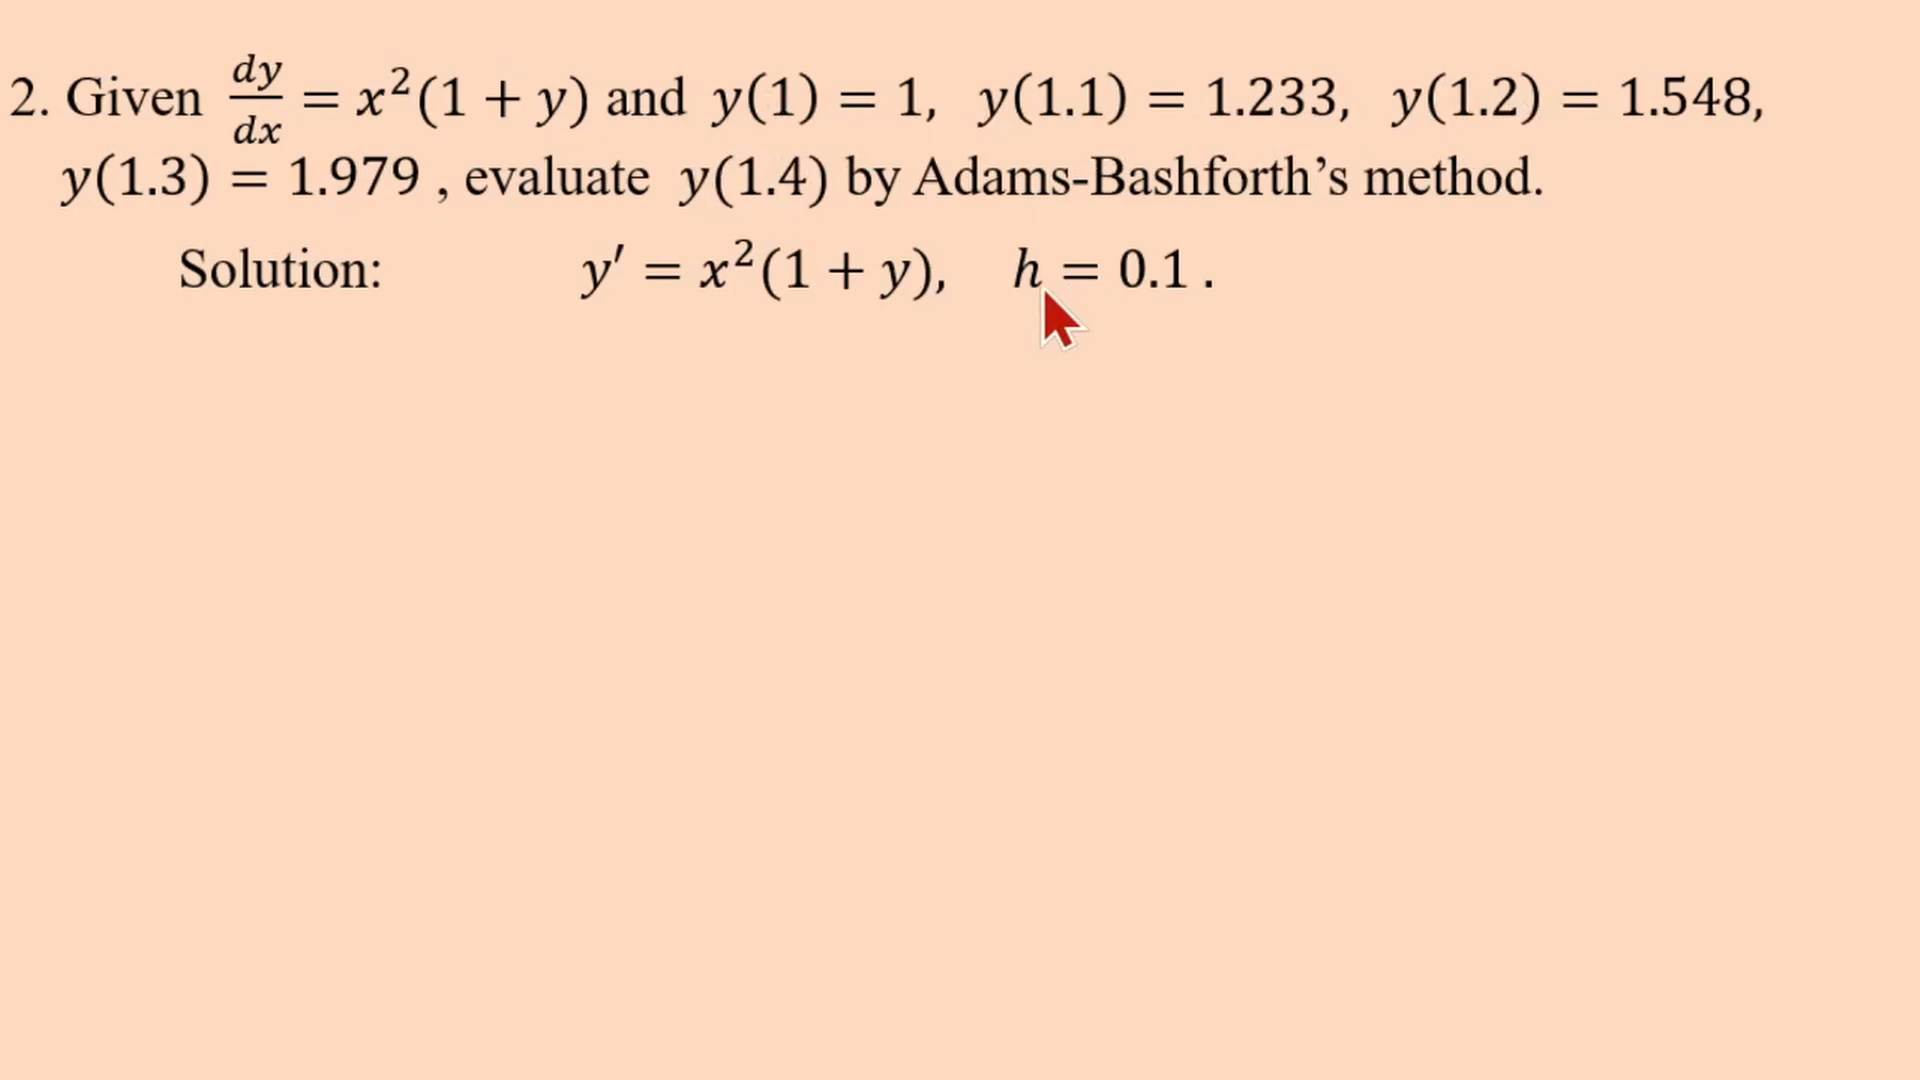 2. Given dy/dx = x²(1 + y) and y(1) = 1, y(1.1) = 1.233, y(1.2) = 1.548,
y(1.3) = 1.979 , evaluate y(1.4) by Adams-Bashforth’s method.
Solution: y′ = x²(1 + y), h = 0.1 .